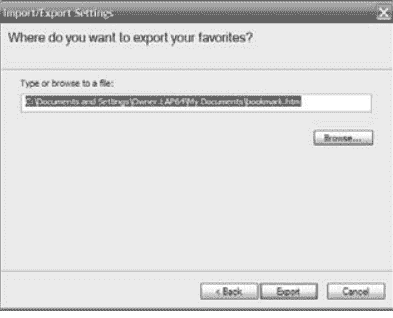 Import/Export Settings
Where do you want to export your favorites?
Type or browse to a file:
C:\Documents and Settings\Owner.LAP64\My Documents\bookmark.htm
Browse...
< Back
Export
Cancel